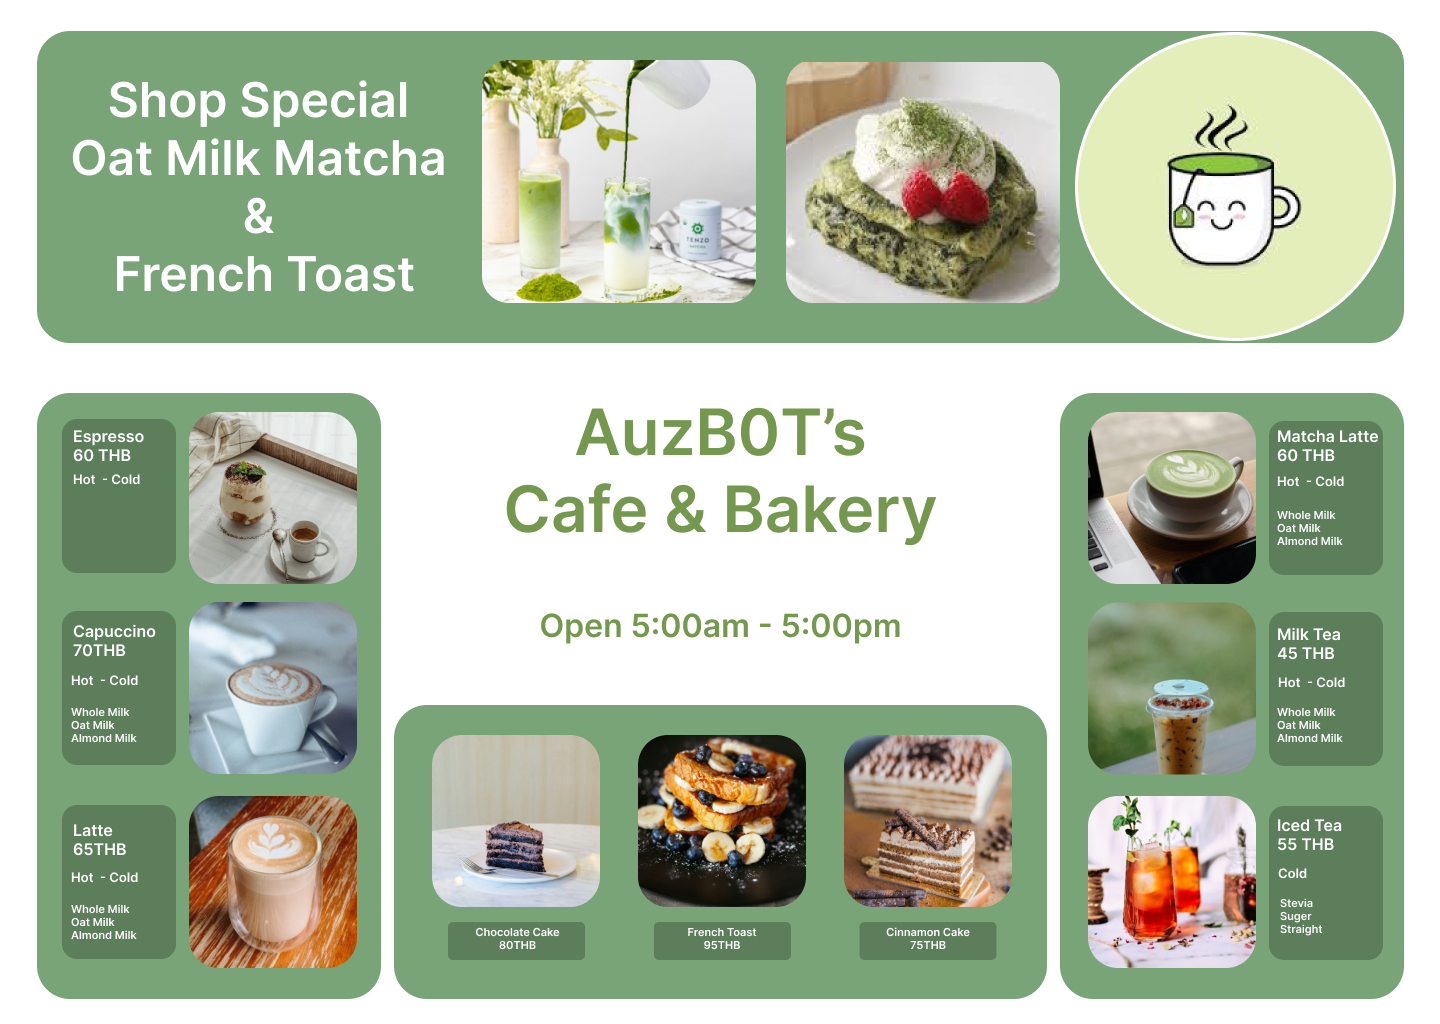 Shop Special
Oat Milk Matcha
&
French Toast
TENZO
MATCHA
AuzB0T's
Cafe & Bakery
Open 5:00am - 5:00pm
Espresso
60 THB
Hot - Cold
Capuccino
70THB
Hot - Cold
Whole Milk
Oat Milk
Almond Milk
Latte
65THB
Hot - Cold
Whole Milk
Oat Milk
Almond Milk
Chocolate Cake
80THB
French Toast
95THB
Cinnamon Cake
75THB
Matcha Latte
60 THB
Hot - Cold
Whole Milk
Oat Milk
Almond Milk
Milk Tea
45 THB
Hot - Cold
Whole Milk
Oat Milk
Almond Milk
Iced Tea
55 THB
Cold
Stevia
Suger
Straight